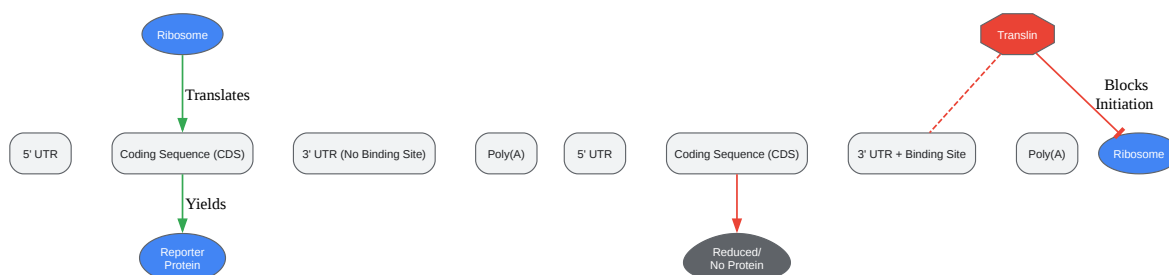 Ribosome
Translin
Translates
Blocks
Initiation
5' UTR
Coding Sequence (CDS)
3' UTR (No Binding Site)
Poly(A)
5' UTR
Coding Sequence (CDS)
3' UTR + Binding Site
Poly(A)
Ribosome
Yields
Reporter
Protein
Reduced/
No Protein